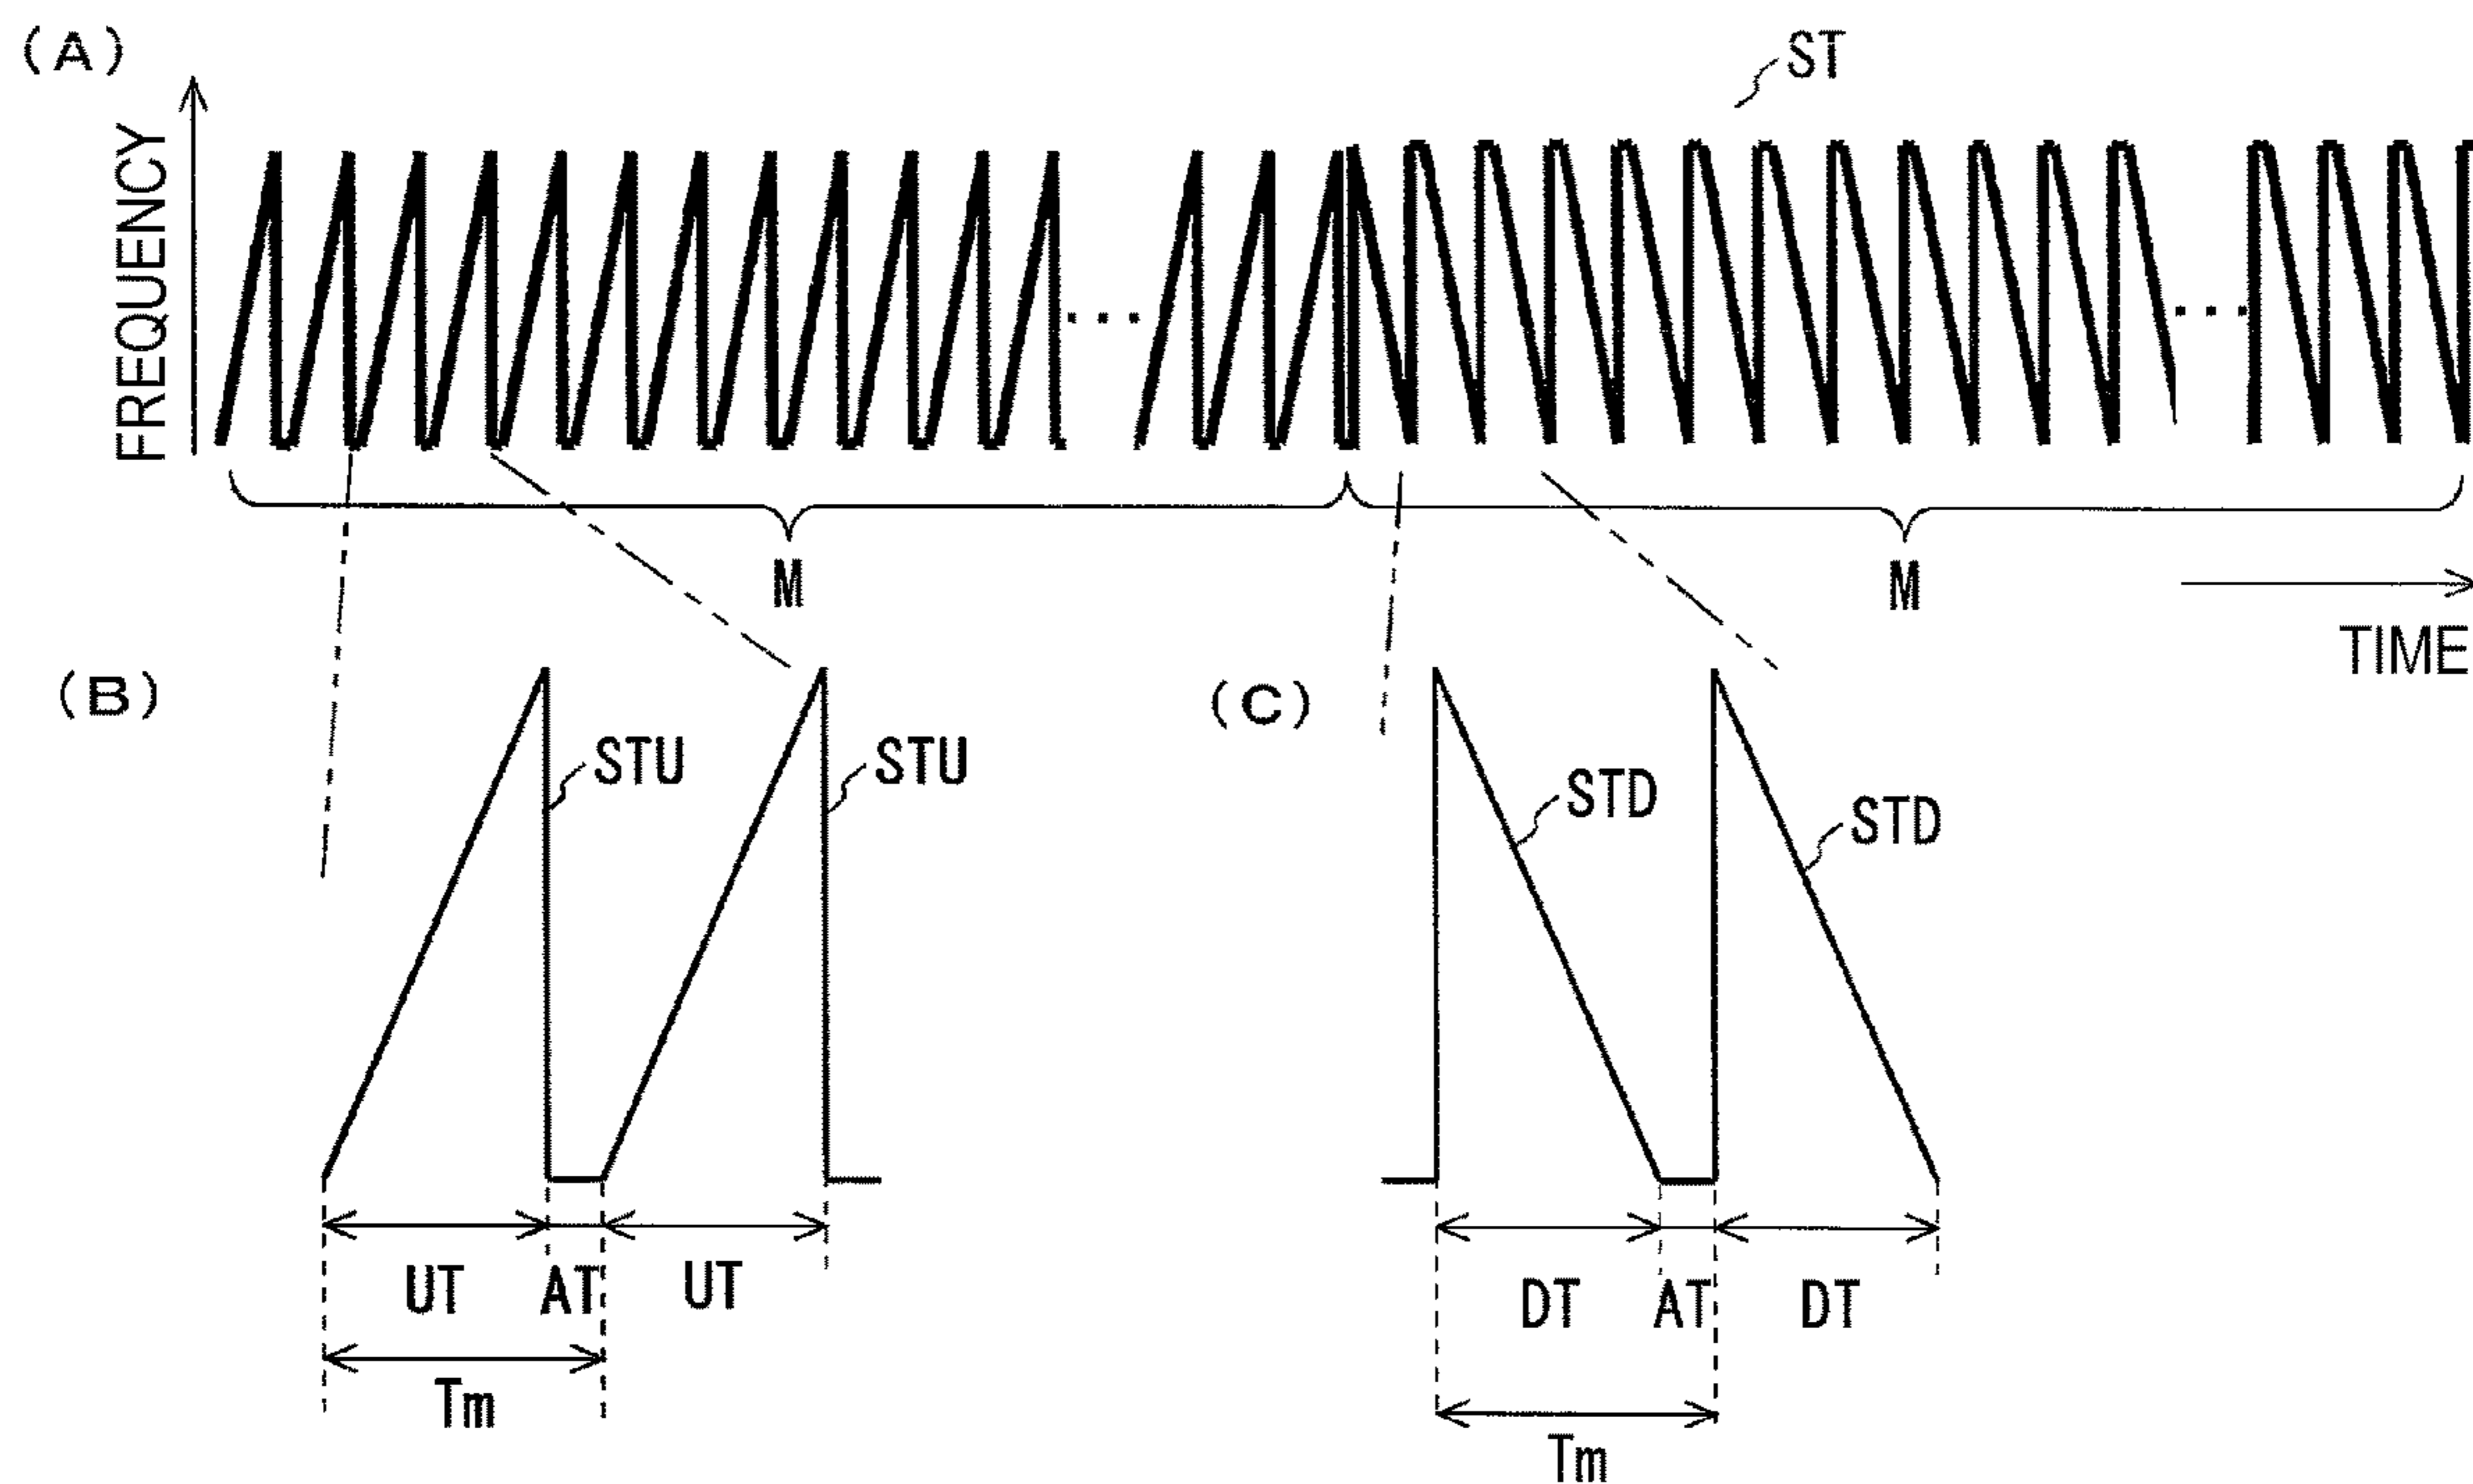 (A)
ST
FREQUENCY
...
...
M
M
TIME
(B)
STU
STU
(C)
STD
STD
UT AT UT
Tm
DT AT DT
Tm